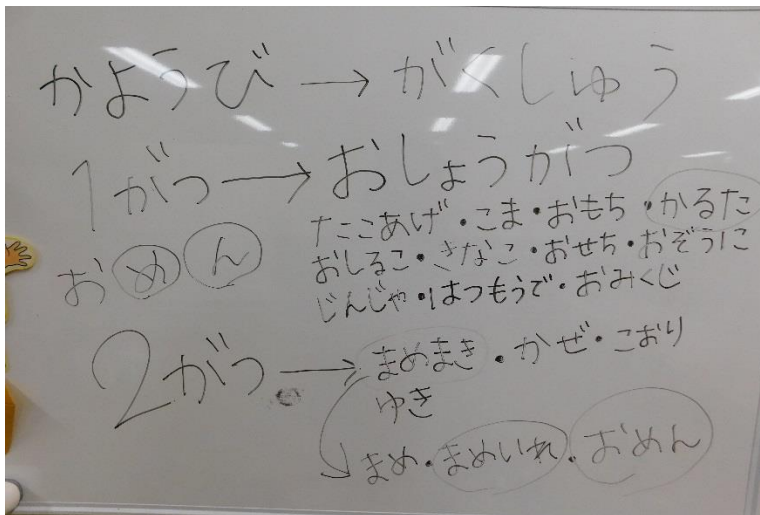 かようび → がくしゅう
1がつ → おしょうがつ
たこあげ・こま・おもち・かるた
おしるこ・きなこ・おせち・おぞうに
じんじゃ・はつもうで・おみくじ
おめん
2がつ → まめまき・かぜ・こおり
ゆき
まめ・まめいれ・おめん